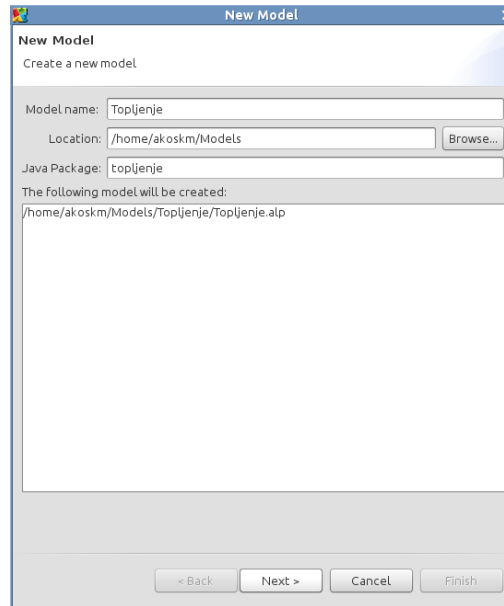 New Model
New Model
Create a new model
Model name: Topljenje
Location: /home/akoskm/Models Browse...
Java Package: topljenje
The following model will be created:
/home/akoskm/Models/Topljenje/Topljenje.alp
< Back Next > Cancel Finish